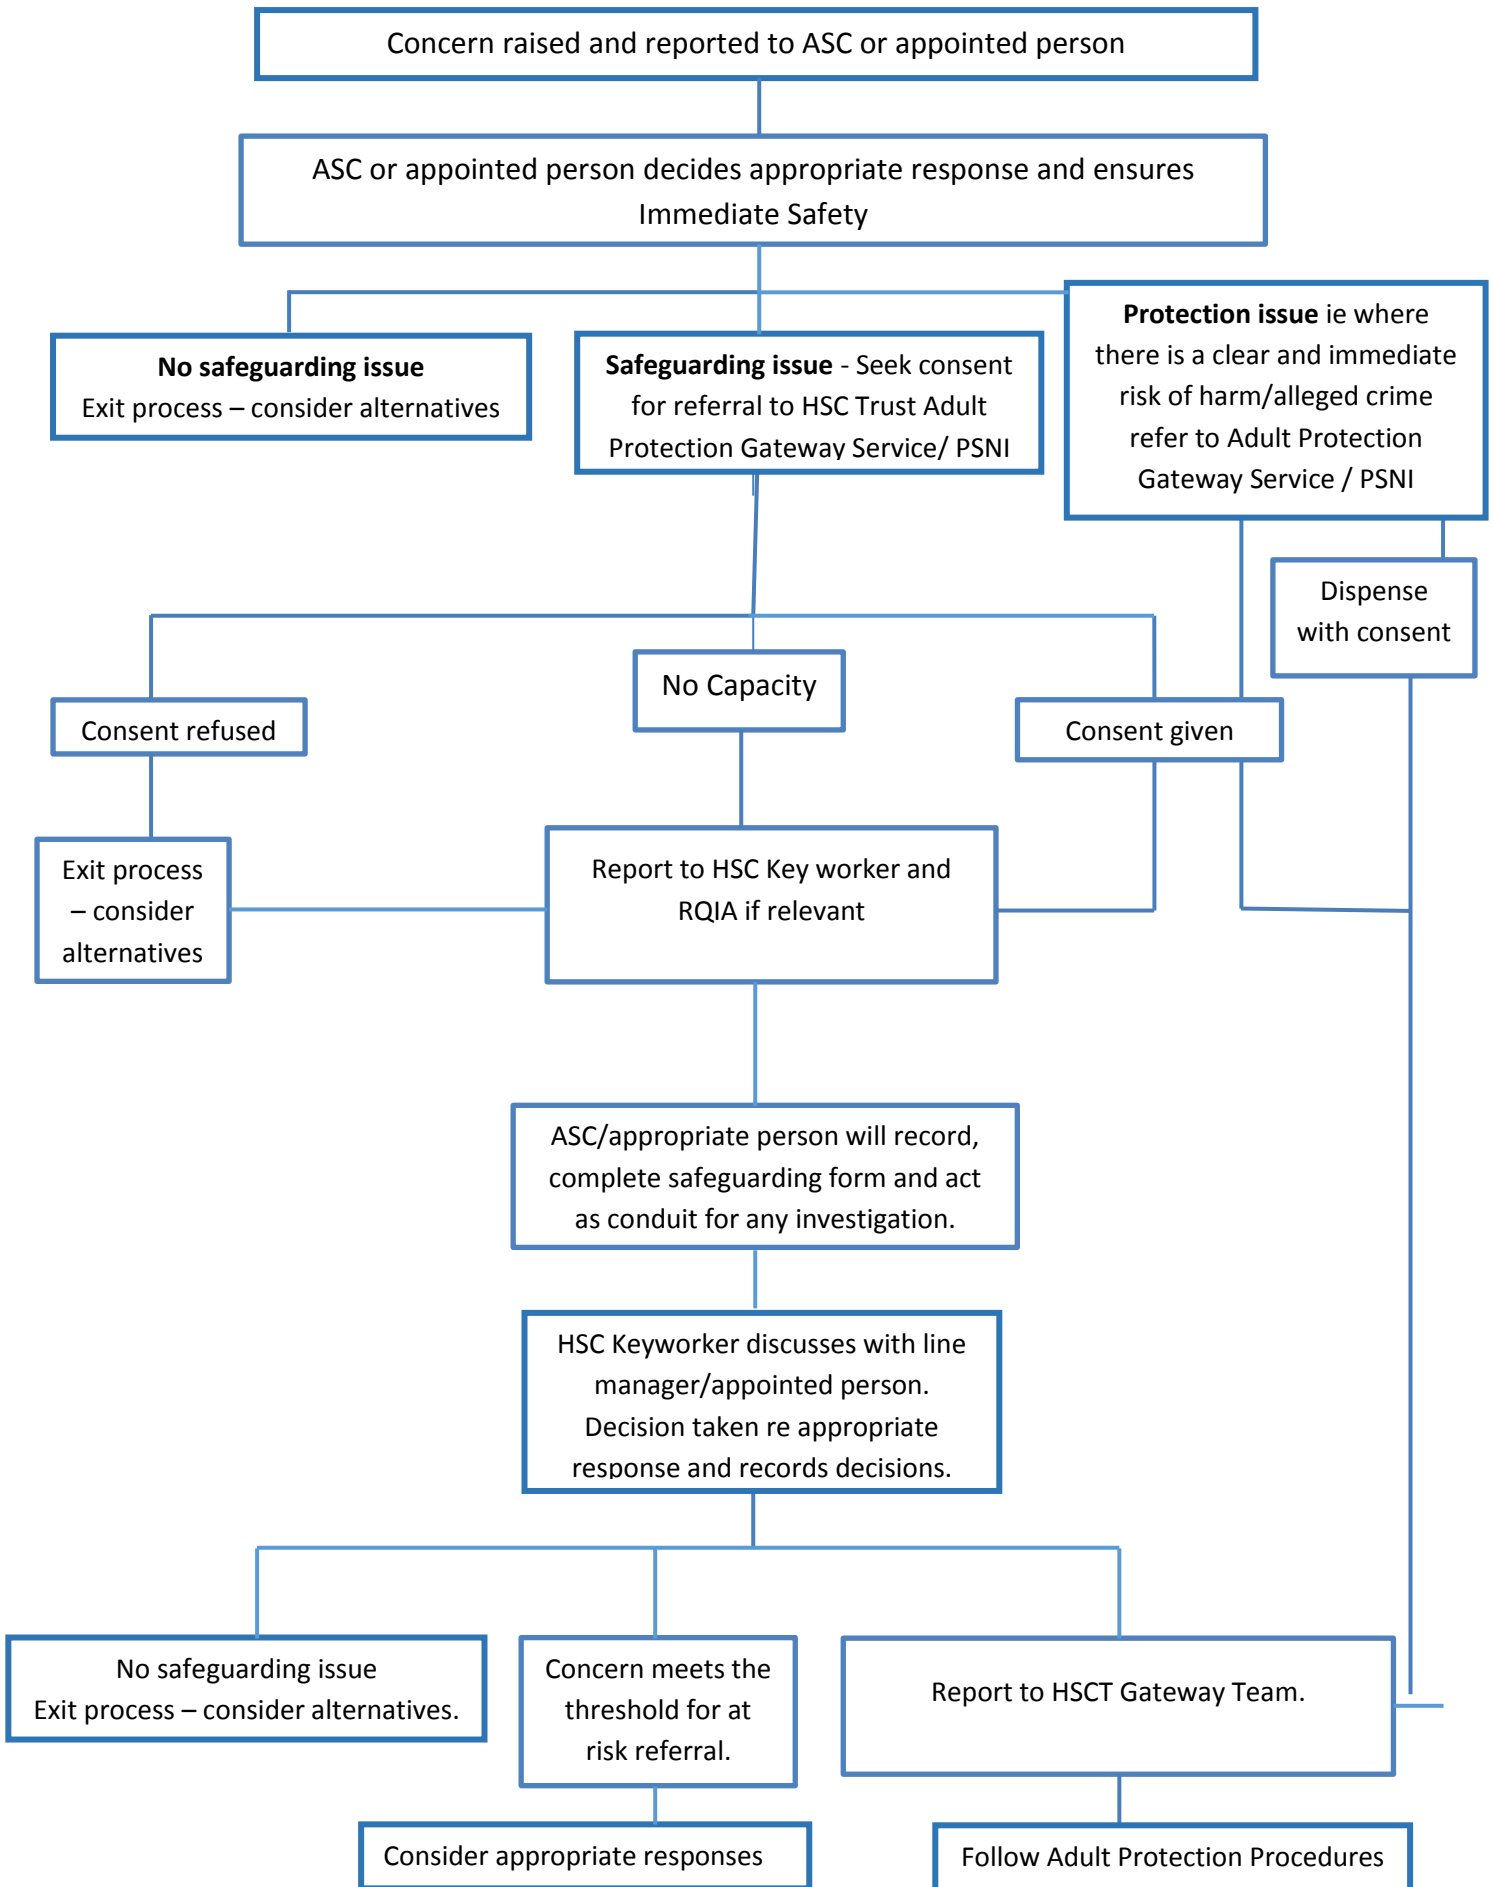 Concern raised and reported to ASC or appointed person
ASC or appointed person decides appropriate response and ensures
Immediate Safety
No safeguarding issue
Exit process – consider alternatives
Safeguarding issue - Seek consent
for referral to HSC Trust Adult
Protection Gateway Service/ PSNI
Protection issue ie where
there is a clear and immediate
risk of harm/alleged crime
refer to Adult Protection
Gateway Service / PSNI
Dispense
with consent
Consent refused
No Capacity
Consent given
Exit process
– consider
alternatives
Report to HSC Key worker and
RQIA if relevant
ASC/appropriate person will record,
complete safeguarding form and act
as conduit for any investigation.
HSC Keyworker discusses with line
manager/appointed person.
Decision taken re appropriate
response and records decisions.
No safeguarding issue
Exit process – consider alternatives.
Concern meets the
threshold for at
risk referral.
Report to HSCT Gateway Team.
Consider appropriate responses
Follow Adult Protection Procedures